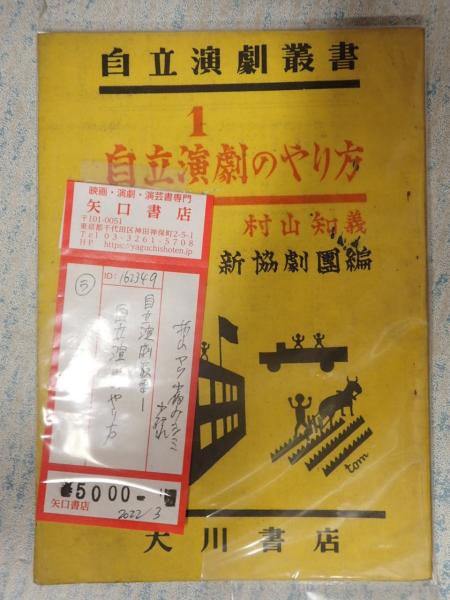 自立演劇叢書
1
自立演劇のやり方
村山知義
新協劇團編
tom
大川書店
映画・演劇・演芸書専門
矢口書店
〒101-0051
東京都千代田区神田神保町2-5-1
Tel 03-3261-5708
HP https://yaguchishoten.jp/
ID: 162349
自立演劇叢書1
自立演劇のやり方
¥5000-
矢口書店
2022/3